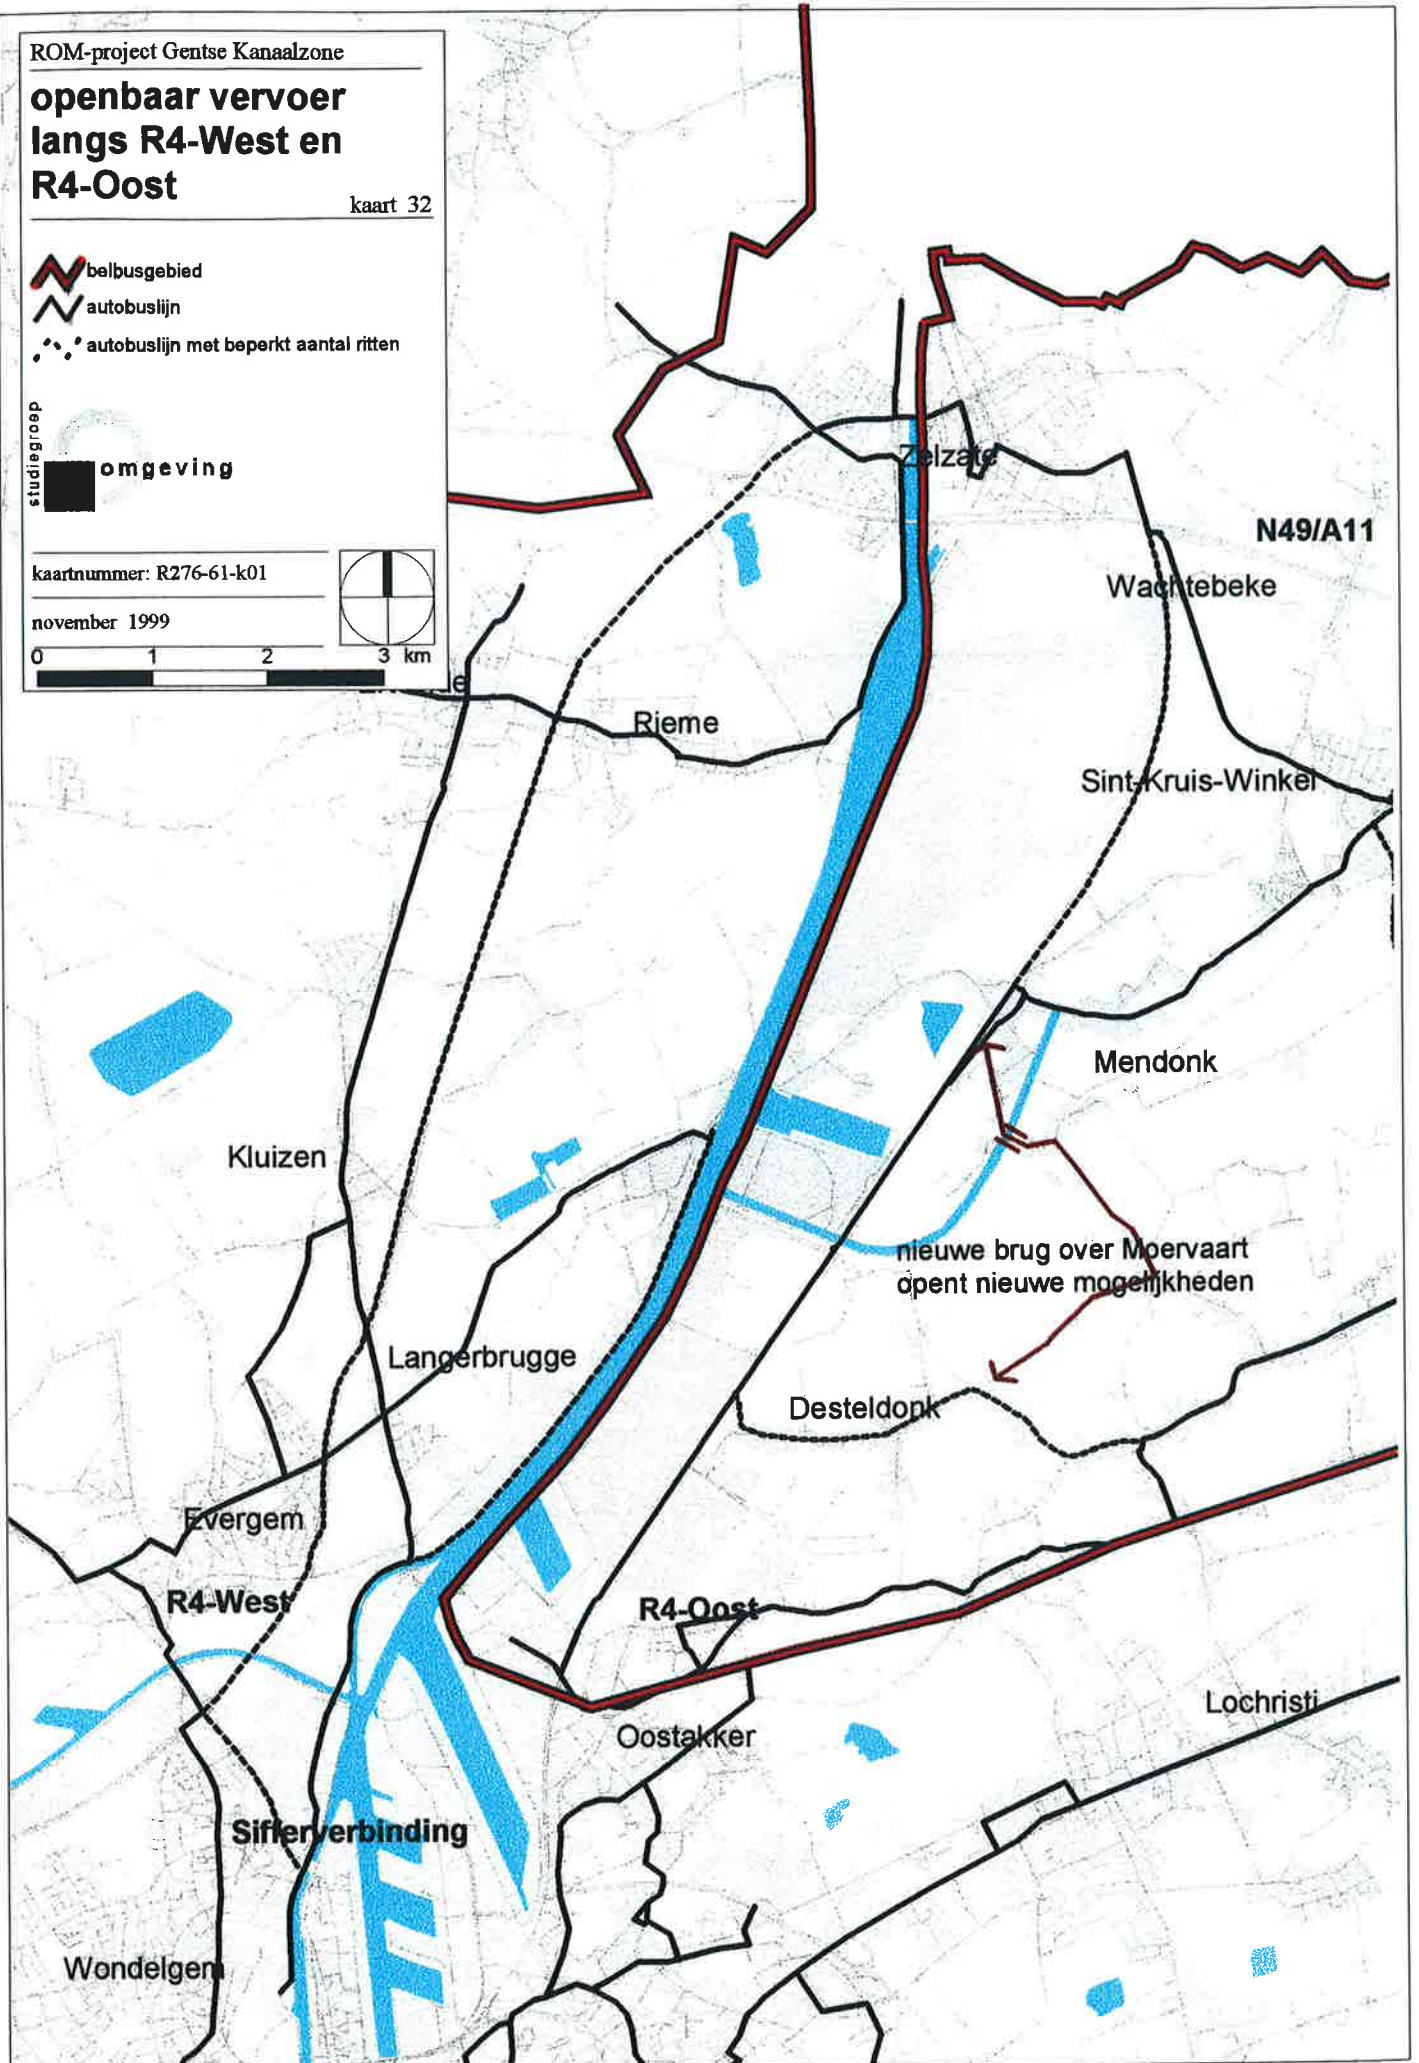 ROM-project Gentse Kanaalzone
openbaar vervoer
langs R4-West en
R4-Oost
kaart 32
belbusgebied
autobuslijn
autobuslijn met beperkt aantal ritten
studiegroep
omgeving
kaartnummer: R276-61-k01
november 1999
0 1 2 3 km
Zelzate
N49/A11
Wachtebeke
Rieme
Sint-Kruis-Winkel
Mendonk
Kluizen
nieuwe brug over Moervaart
opent nieuwe mogelijkheden
Langerbrugge
Desteldonk
Evergem
R4-West
R4-Oost
Lochristi
Oostakker
Sifferverbinding
Wondelgem